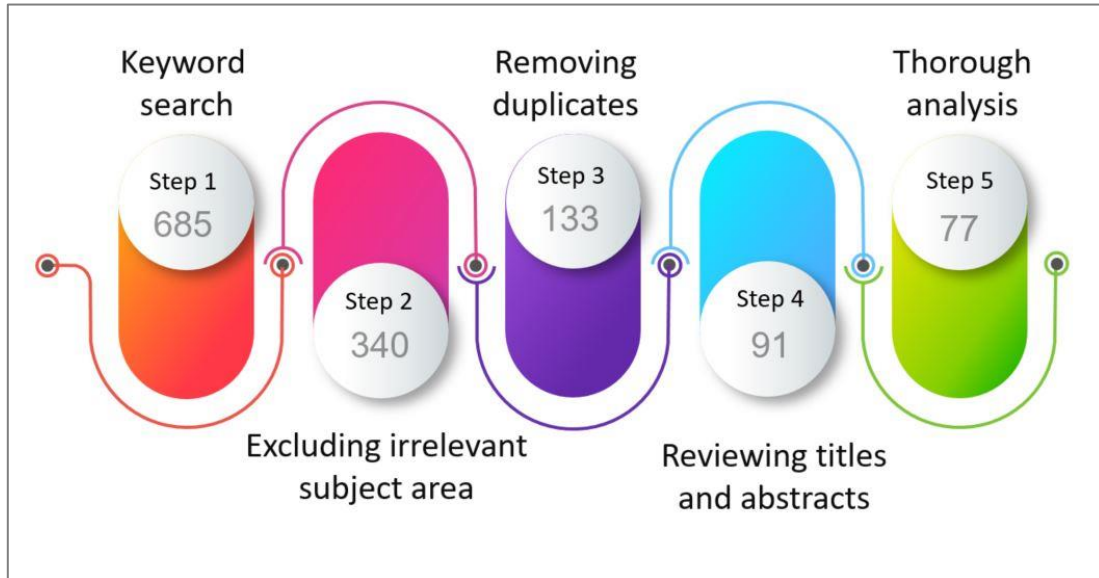 Keyword
search
Step 1
685
Step 2
340
Excluding irrelevant
subject area
Removing
duplicates
Step 3
133
Step 4
91
Reviewing titles
and abstracts
Thorough
analysis
Step 5
77